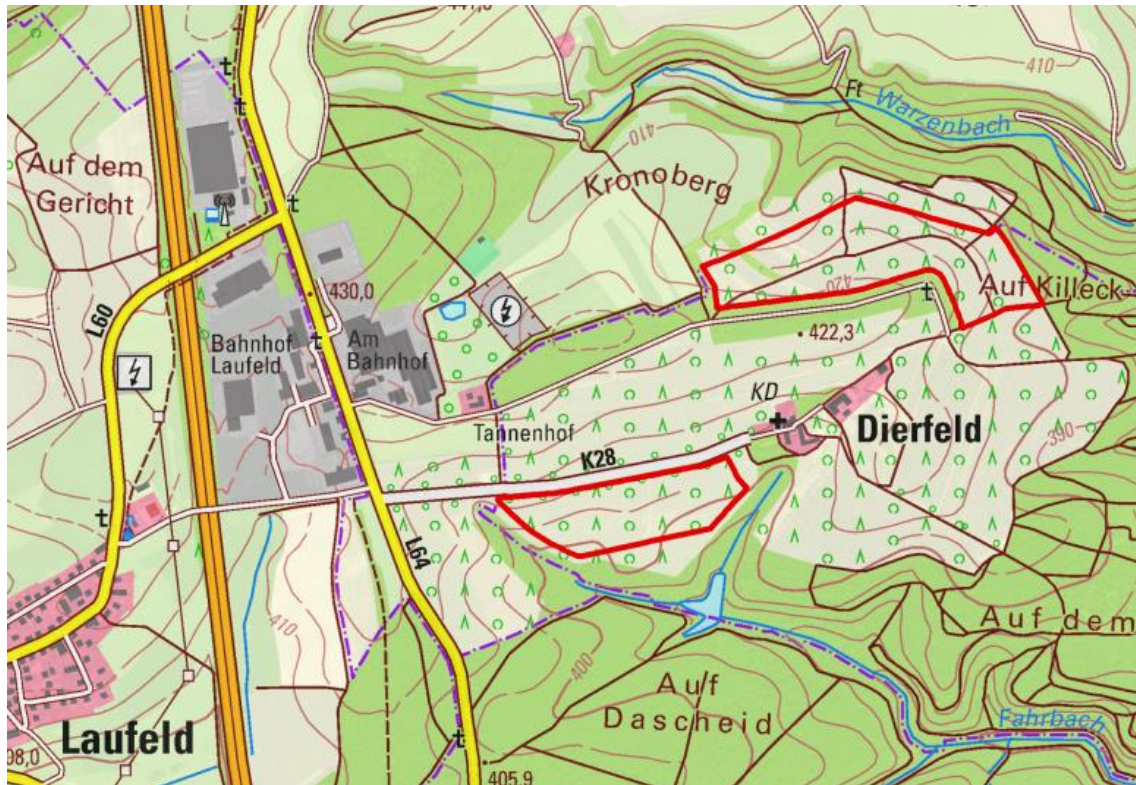 410
Ft
Warzenbach
Auf dem
Gericht
410
Kronoberg
L60
430,0
Bahnhof
Laufeld
Am
Bahnhof
420
Auf Killeck
422,3
KD
Tannenhof
K28
Dierfeld
390
L64
410
400
Auf dem
Auf
Dascheid
Laufeld
Fahrbach
405,9